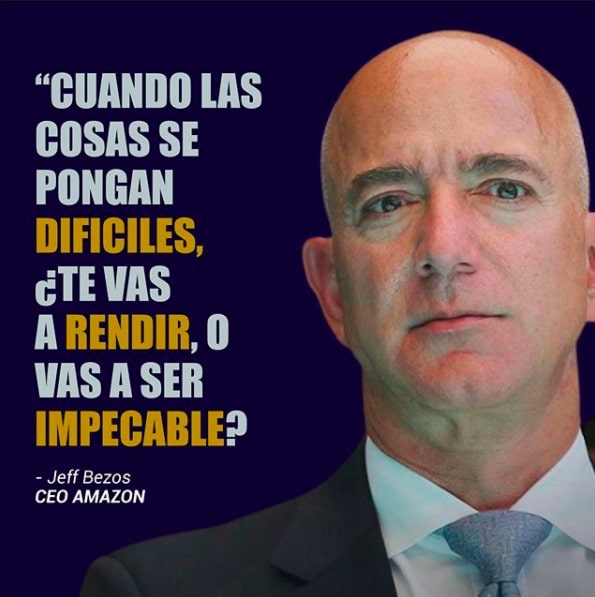 “CUANDO LAS
COSAS SE
PONGAN
DIFICILES,
¿TE VAS
A RENDIR, O
VAS A SER
IMPECABLE?
- Jeff Bezos
CEO AMAZON